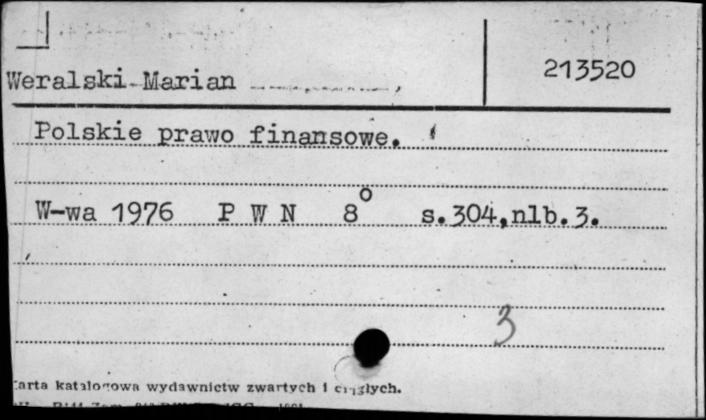 Weralski Marian
213520
Polskie prawo finansowe.
W-wa 1976 P W N 8° s.304,nlb.3.
3
Karta katalogowa wydawnictw zwartych i ciągłych.